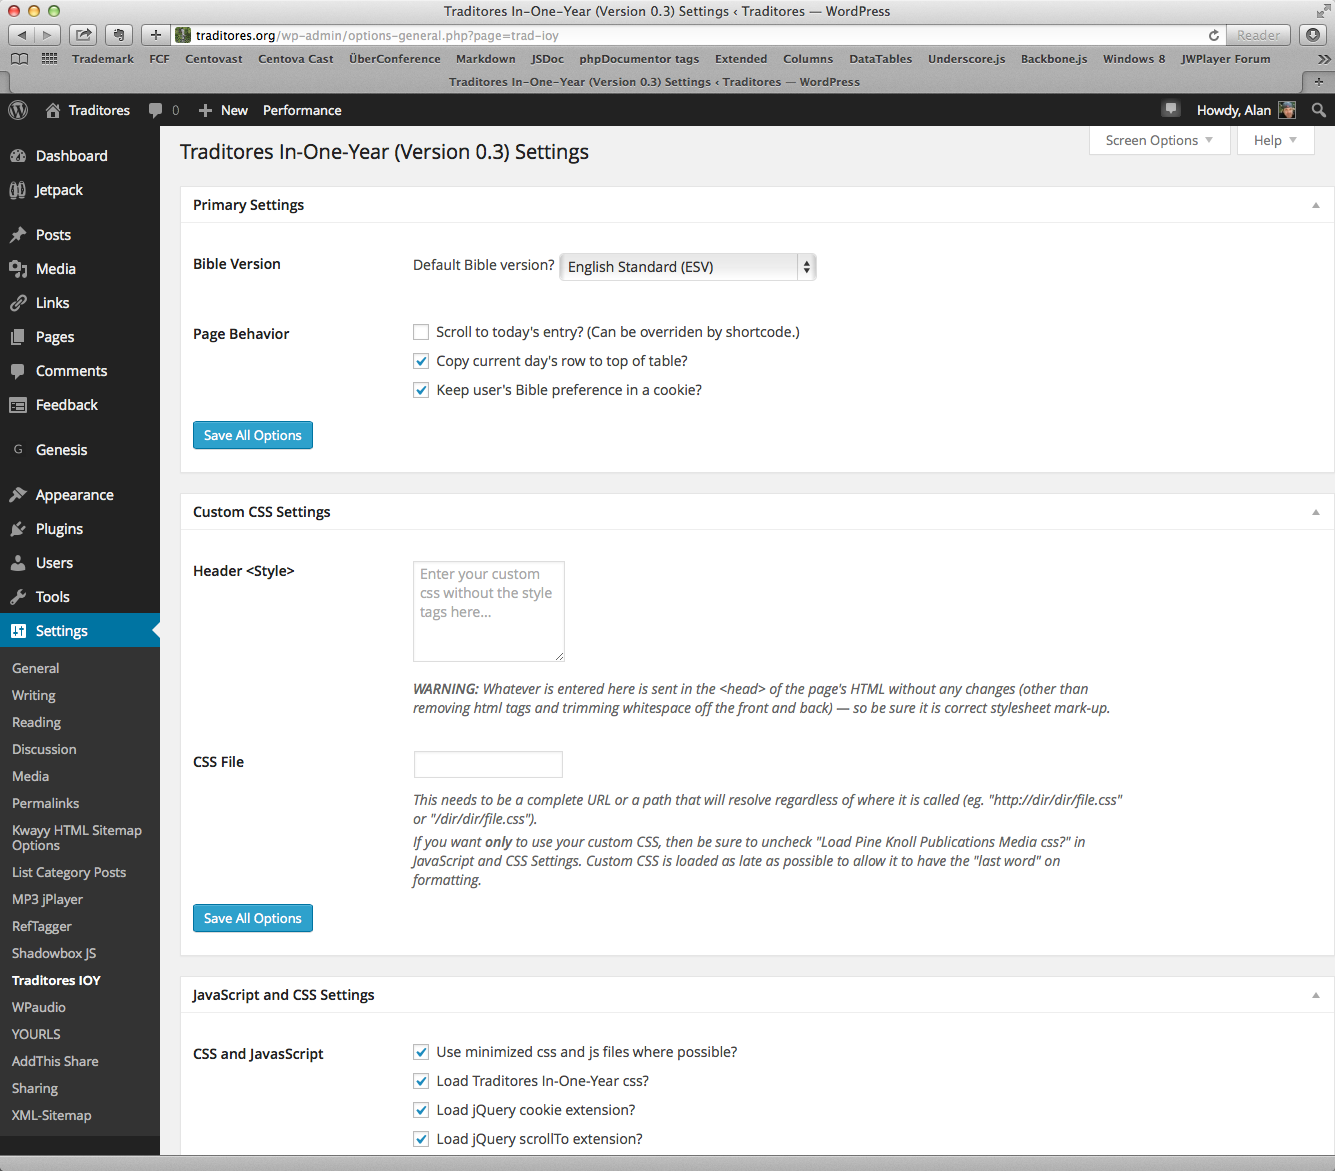 Traditores In-One-Year (Version 0.3) Settings ‹ Traditores — WordPress
traditores.org/wp-admin/options-general.php?page=trad-ioy
Reader
Trademark FCF Centovast Centova Cast ÜberConference Markdown JSDoc phpDocumentor tags Extended Columns DataTables Underscore.js Backbone.js Windows 8 JWPlayer Forum
Traditores In-One-Year (Version 0.3) Settings ‹ Traditores — WordPress
Traditores 0 New Performance Howdy, Alan
Dashboard
Jetpack
Posts
Media
Links
Pages
Comments
Feedback
G Genesis
Appearance
Plugins
Users
Tools
Settings
General
Writing
Reading
Discussion
Media
Permalinks
Kwayy HTML Sitemap
Options
List Category Posts
MP3 jPlayer
RefTagger
Shadowbox JS
Traditores IOY
WPaudio
YOURLS
AddThis Share
Sharing
XML-Sitemap
Screen Options Help
Traditores In-One-Year (Version 0.3) Settings
Primary Settings
Bible Version Default Bible version? English Standard (ESV)
Page Behavior Scroll to today's entry? (Can be overriden by shortcode.)
Copy current day's row to top of table?
Keep user's Bible preference in a cookie?
Save All Options
Custom CSS Settings
Header <Style> Enter your custom
css without the style
tags here...
WARNING: Whatever is entered here is sent in the <head> of the page's HTML without any changes (other than
removing html tags and trimming whitespace off the front and back) — so be sure it is correct stylesheet mark-up.
CSS File
This needs to be a complete URL or a path that will resolve regardless of where it is called (eg. "http://dir/dir/file.css"
or "/dir/dir/file.css").
If you want only to use your custom CSS, then be sure to uncheck "Load Pine Knoll Publications Media css?" in
JavaScript and CSS Settings. Custom CSS is loaded as late as possible to allow it to have the "last word" on
formatting.
Save All Options
JavaScript and CSS Settings
CSS and JavasScript Use minimized css and js files where possible?
Load Traditores In-One-Year css?
Load jQuery cookie extension?
Load jQuery scrollTo extension?